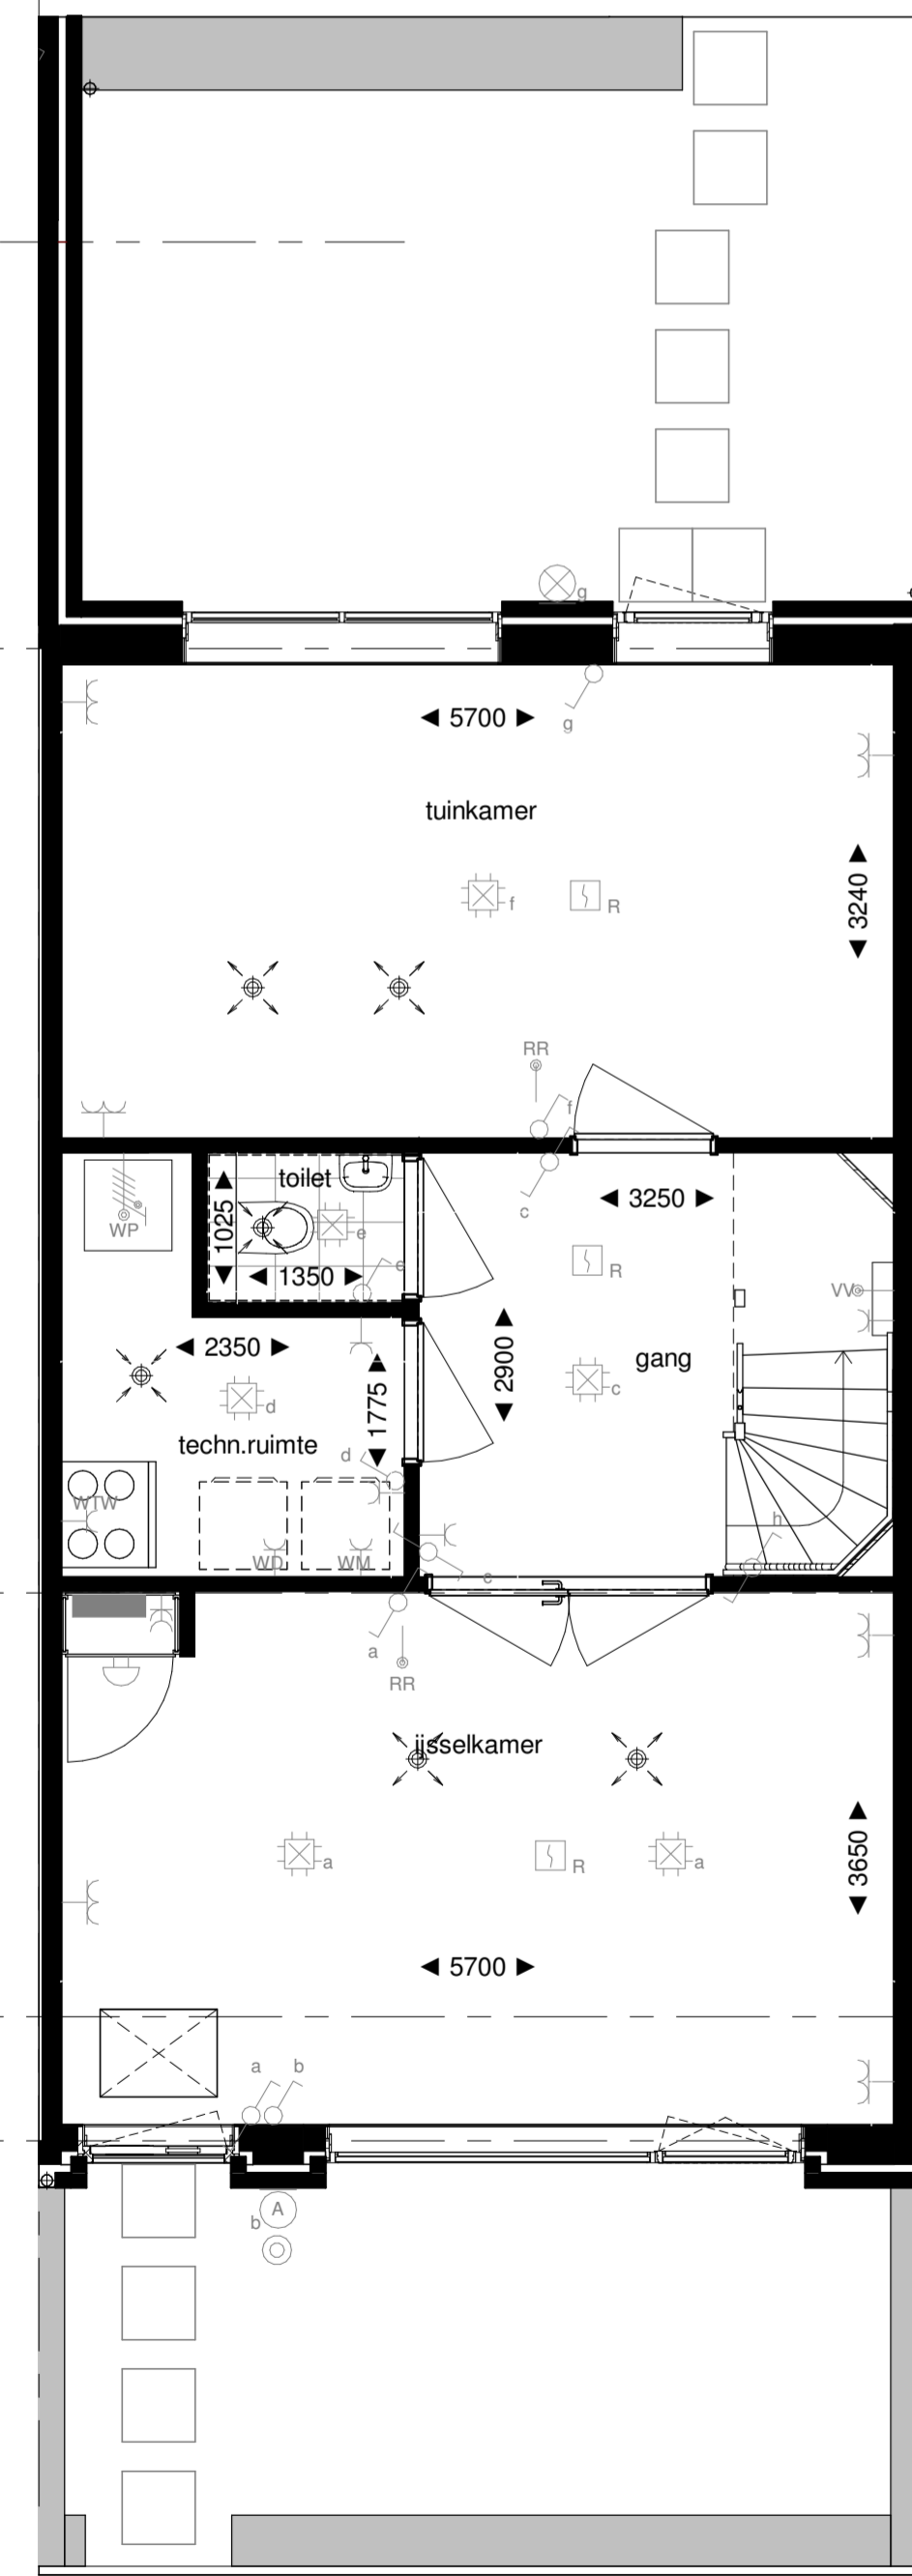 g
g
5700
tuinkamer
3240
f
R
RR
f
c
3250
toilet
1025
e
1350
e
WP
R
VV
2350
2900
gang
c
1775
d
techn.ruimte
d
WTW
h
WD
WM
c
a
RR
ijsselkamer
a
R
a
3650
5700
a
b
A
b